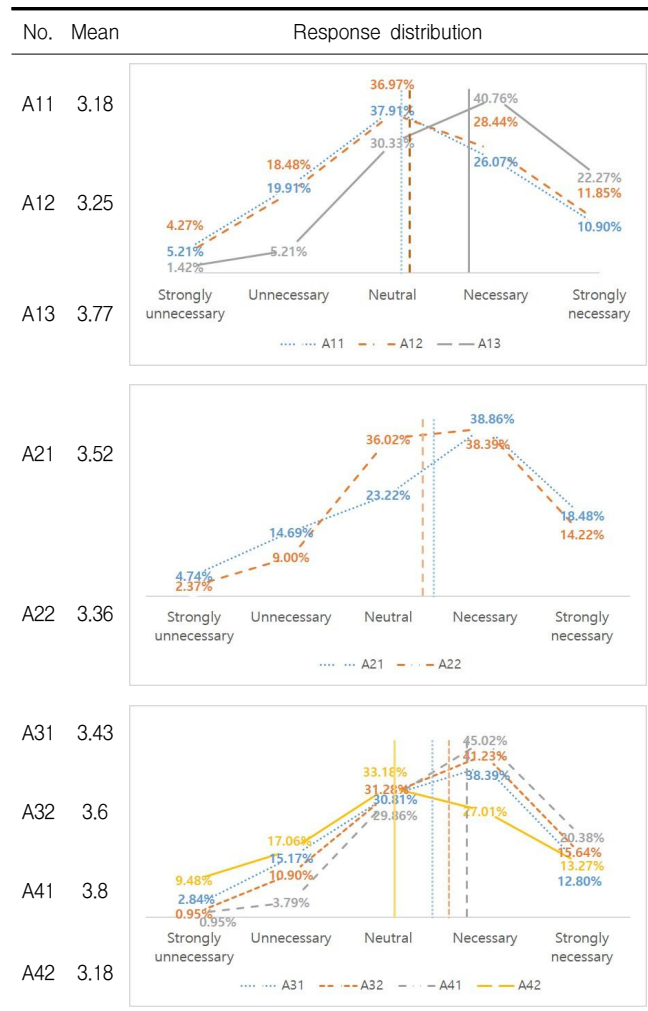 No. Mean Response distribution
A11 3.18
A12 3.25
A13 3.77
36.97%
40.76%
37.91%
28.44%
30.33%
18.48%
26.07%
19.91%
22.27%
11.85%
4.27%
10.90%
5.21%
5.21%
1.42%
Strongly unnecessary
Unnecessary
Neutral
Necessary
Strongly necessary
A11 A12 A13
A21 3.52
A22 3.36
38.86%
36.02%
38.39%
23.22%
18.48%
14.69%
14.22%
9.00%
4.74%
2.37%
Strongly unnecessary
Unnecessary
Neutral
Necessary
Strongly necessary
A21 A22
A31 3.43
A32 3.6
A41 3.8
A42 3.18
45.02%
41.23%
33.18%
38.39%
31.28%
30.81%
29.86%
27.01%
17.06%
20.38%
15.17%
15.64%
10.90%
13.27%
9.48%
12.80%
2.84%
3.79%
0.95%
0.95%
Strongly unnecessary
Unnecessary
Neutral
Necessary
Strongly necessary
A31 A32 A41 A42